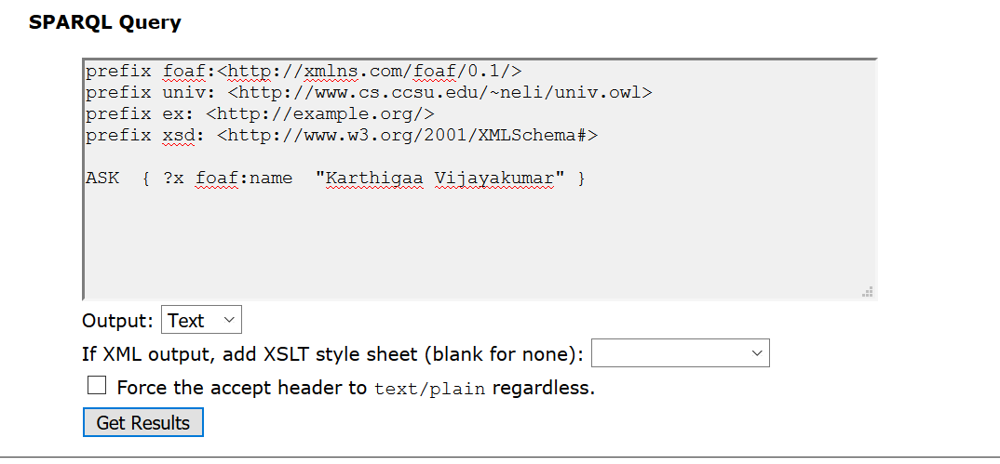 SPARQL Query
prefix foaf:<http://xmlns.com/foaf/0.1/>
prefix univ: <http://www.cs.ccsu.edu/~neli/univ.owl>
prefix ex: <http://example.org/>
prefix xsd: <http://www.w3.org/2001/XMLSchema#>
ASK  { ?x foaf:name  "Karthigaa Vijayakumar" }
Output: Text
If XML output, add XSLT style sheet (blank for none):
Force the accept header to text/plain regardless.
Get Results